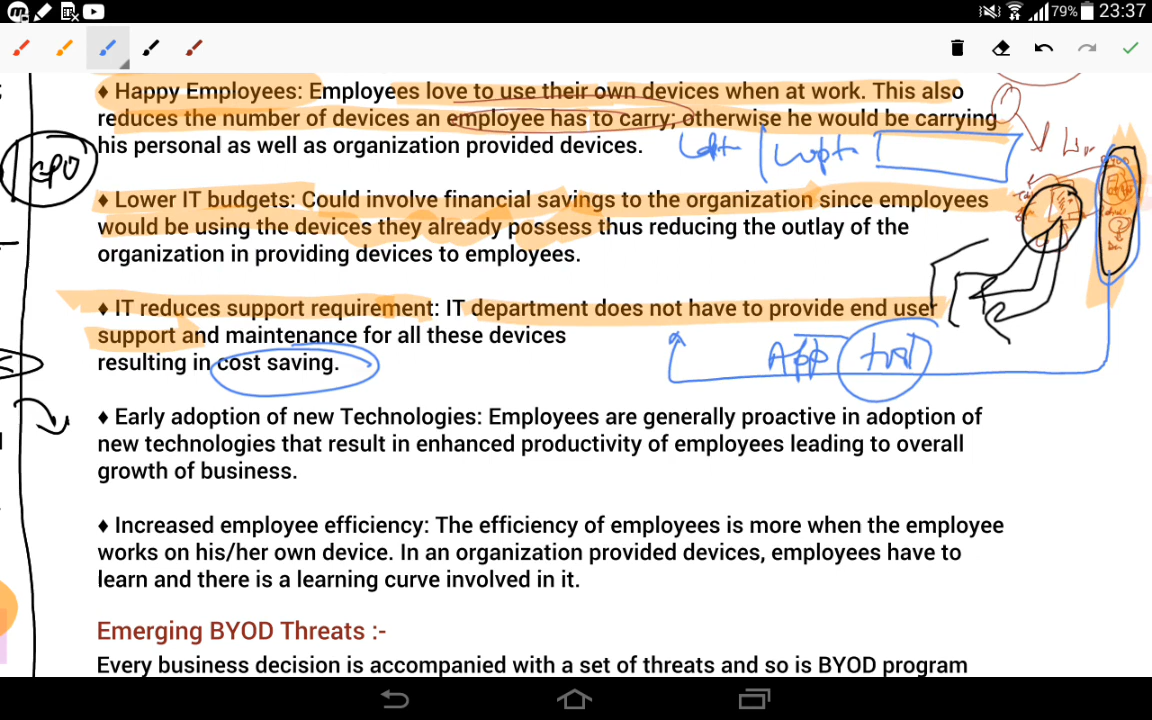 79% 23:37
♦ Happy Employees: Employees love to use their own devices when at work. This also
reduces the number of devices an employee has to carry; otherwise he would be carrying
his personal as well as organization provided devices.
♦ Lower IT budgets: Could involve financial savings to the organization since employees
would be using the devices they already possess thus reducing the outlay of the
organization in providing devices to employees.
♦ IT reduces support requirement: IT department does not have to provide end user
support and maintenance for all these devices
resulting in cost saving.
App
♦ Early adoption of new Technologies: Employees are generally proactive in adoption of
new technologies that result in enhanced productivity of employees leading to overall
growth of business.
♦ Increased employee efficiency: The efficiency of employees is more when the employee
works on his/her own device. In an organization provided devices, employees have to
learn and there is a learning curve involved in it.
Emerging BYOD Threats :-
Every business decision is accompanied with a set of threats and so is BYOD program